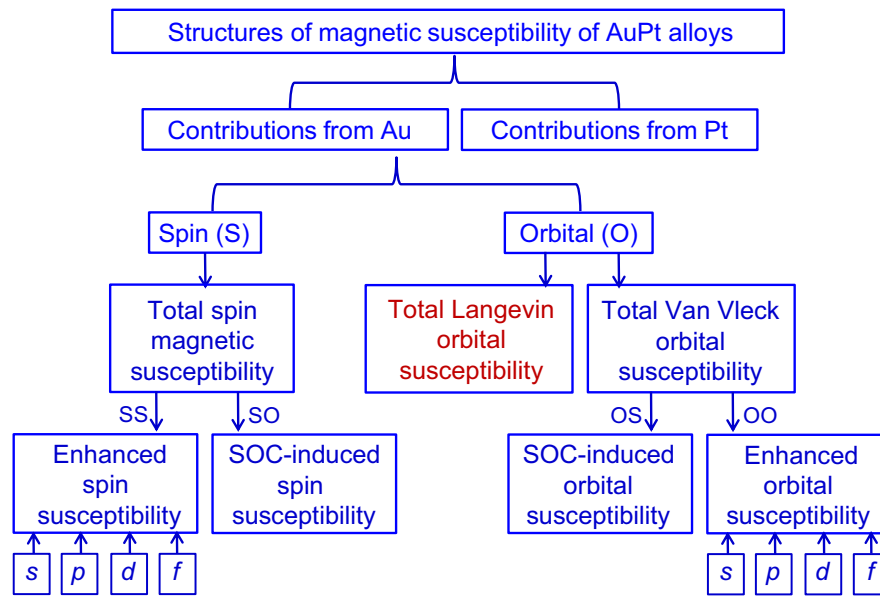 Structures of magnetic susceptibility of AuPt alloys
Contributions from Au
Contributions from Pt
Spin (S)
Orbital (O)
Total spin
magnetic
susceptibility
Total Langevin
orbital
susceptibility
Total Van Vleck
orbital
susceptibility
SS
SO
OS
OO
Enhanced
spin
susceptibility
SOC-induced
spin
susceptibility
SOC-induced
orbital
susceptibility
Enhanced
orbital
susceptibility
s
p
d
f
s
p
d
f